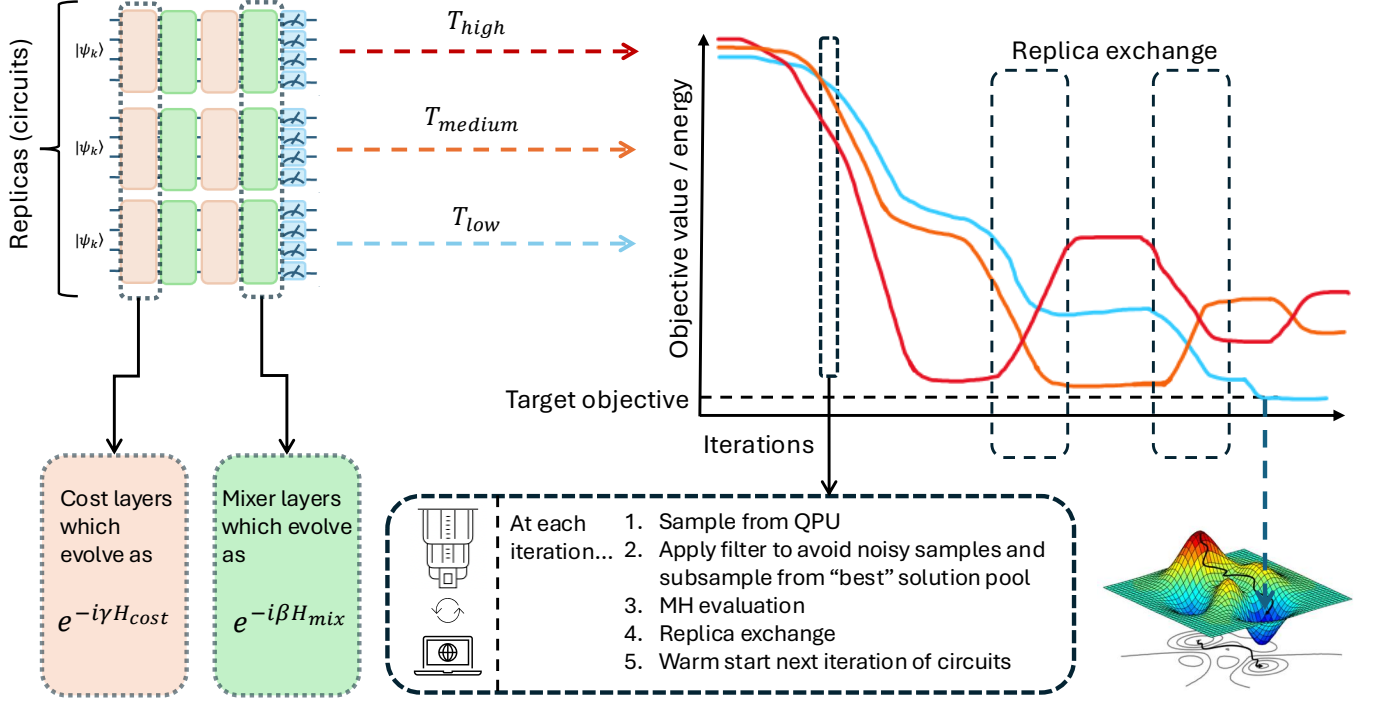 Replicas (circuits)
|ψ_k⟩
|ψ_k⟩
|ψ_k⟩
T_high
T_medium
T_low
Objective value / energy
Replica exchange
Target objective
Iterations
Cost layers
which
evolve as
e^{-iγH_cost}
Mixer layers
which evolve
as
e^{-iβH_mix}
At each
iteration...
1. Sample from QPU
2. Apply filter to avoid noisy samples and
subsample from “best” solution pool
3. MH evaluation
4. Replica exchange
5. Warm start next iteration of circuits